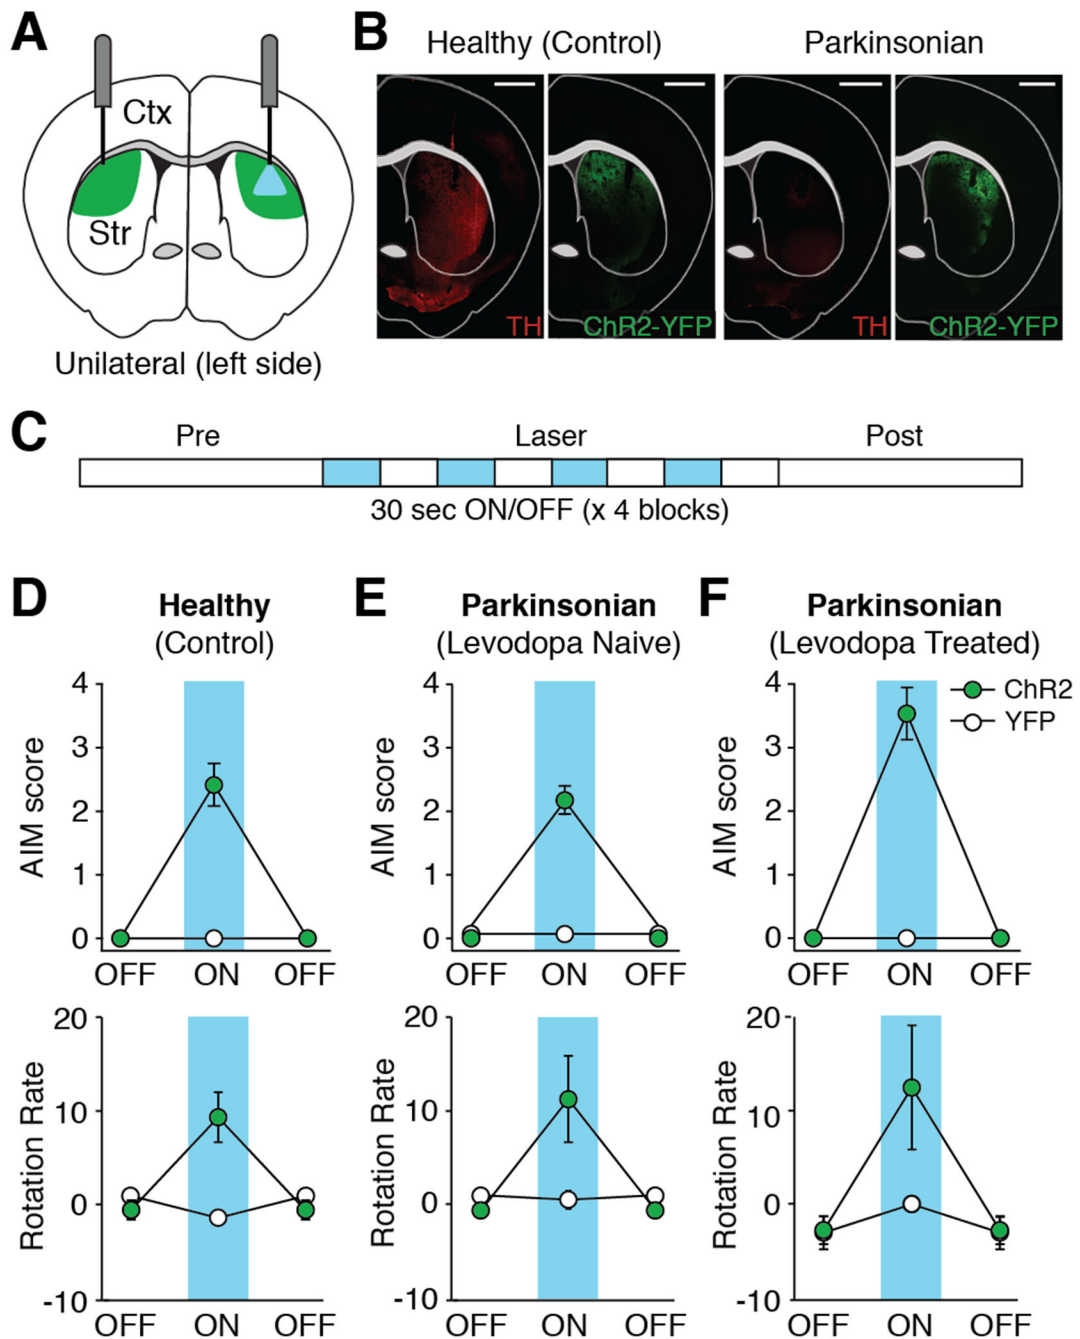 A
Ctx
Str
Unilateral (left side)
B
Healthy (Control)
Parkinsonian
TH
ChR2-YFP
TH
ChR2-YFP
C
Pre
Laser
Post
30 sec ON/OFF (x 4 blocks)
D
Healthy
(Control)
AIM score
4
3
2
1
0
OFF
ON
OFF
Rotation Rate
20
10
0
-10
OFF
ON
OFF
E
Parkinsonian
(Levodopa Naive)
AIM score
4
3
2
1
0
OFF
ON
OFF
Rotation Rate
20
10
0
-10
OFF
ON
OFF
F
Parkinsonian
(Levodopa Treated)
ChR2
YFP
AIM score
4
3
2
1
0
OFF
ON
OFF
Rotation Rate
20
10
0
-10
OFF
ON
OFF